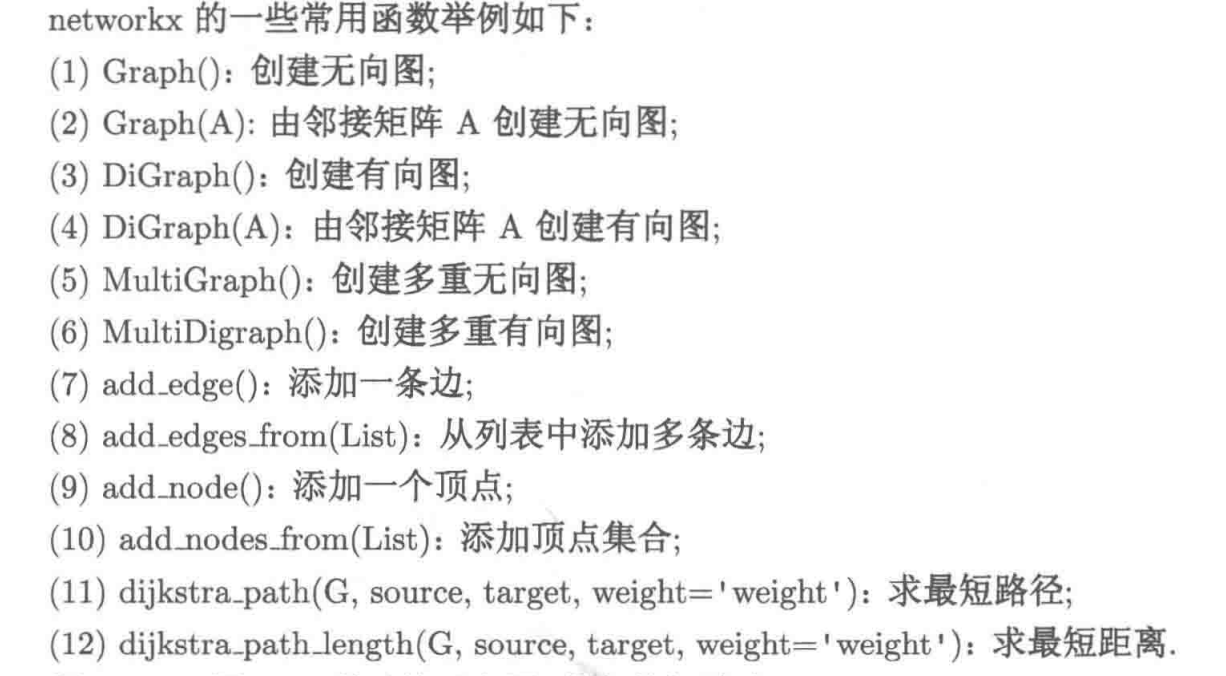 networkx 的一些常用函数举例如下:
(1) Graph(): 创建无向图;
(2) Graph(A): 由邻接矩阵 A 创建无向图;
(3) DiGraph(): 创建有向图;
(4) DiGraph(A): 由邻接矩阵 A 创建有向图;
(5) MultiGraph(): 创建多重无向图;
(6) MultiDigraph(): 创建多重有向图;
(7) add_edge(): 添加一条边;
(8) add_edges_from(List): 从列表中添加多条边;
(9) add_node(): 添加一个顶点;
(10) add_nodes_from(List): 添加顶点集合;
(11) dijkstra_path(G, source, target, weight='weight'): 求最短路径;
(12) dijkstra_path_length(G, source, target, weight='weight'): 求最短距离.